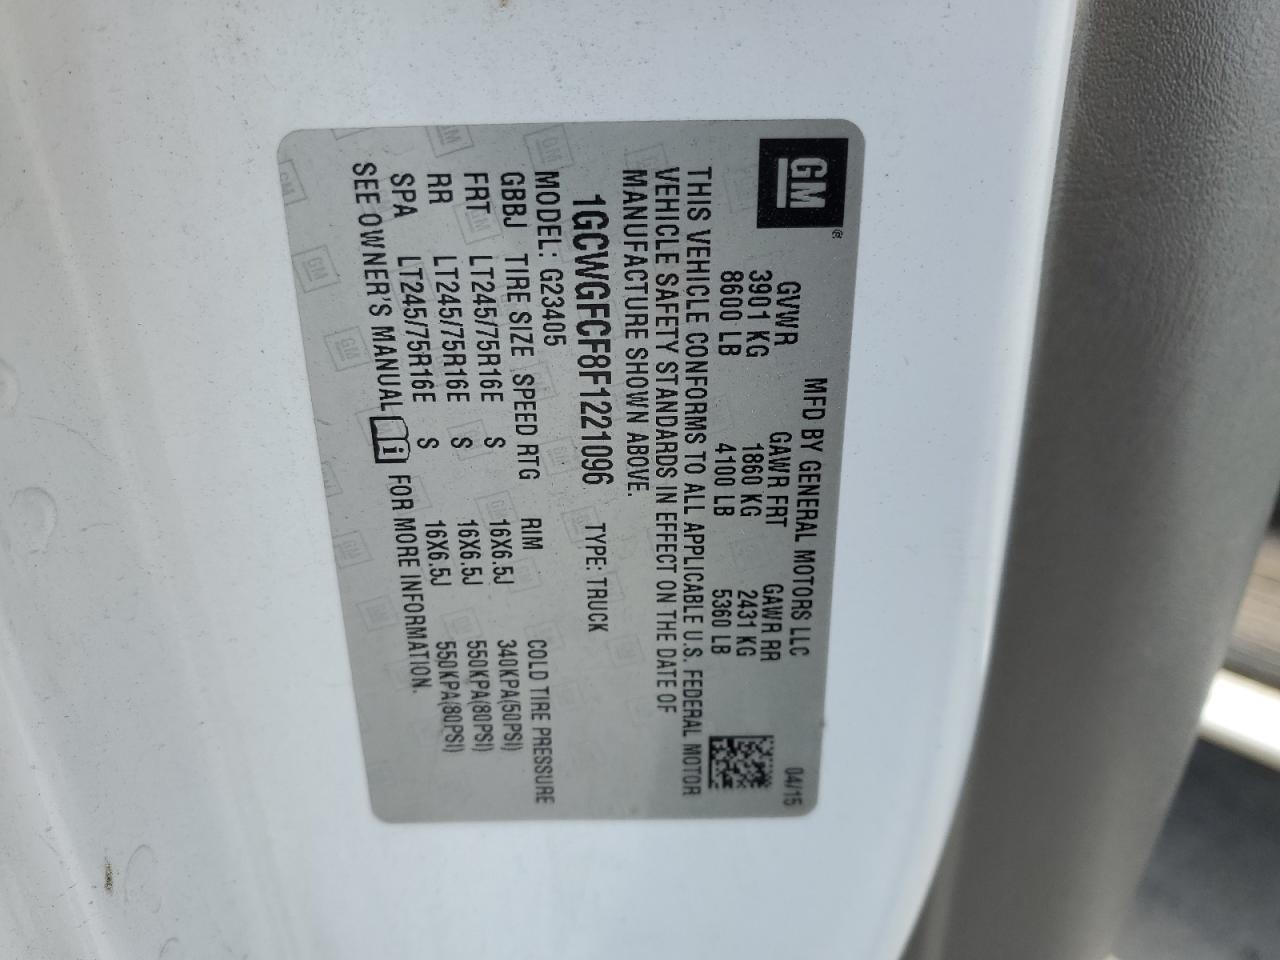 GM®
MFD BY GENERAL MOTORS LLC 04/15
GVWR GAWR FRT GAWR RR
3901 KG 1860 KG 2431 KG
8600 LB 4100 LB 5360 LB
THIS VEHICLE CONFORMS TO ALL APPLICABLE U.S. FEDERAL MOTOR
VEHICLE SAFETY STANDARDS IN EFFECT ON THE DATE OF
MANUFACTURE SHOWN ABOVE.
1GCWGFCF8F1221096 TYPE: TRUCK
MODEL: G23405
GBBJ TIRE SIZE SPEED RTG RIM COLD TIRE PRESSURE
FRT LT245/75R16E S 16X6.5J 340KPA(50PSI)
RR LT245/75R16E S 16X6.5J 550KPA(80PSI)
SPA LT245/75R16E S 16X6.5J 550KPA(80PSI)
SEE OWNER'S MANUAL i FOR MORE INFORMATION.